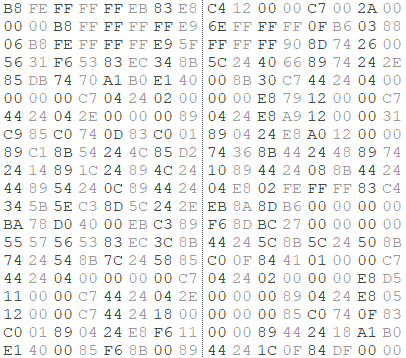 B8 FE FF FF FF EB 83 E8 C4 12 00 00 C7 00 2A 00
00 00 B8 FF FF FF FF E9 6E FF FF FF 0F B6 03 88
06 B8 FE FF FF FF E9 5F FF FF FF 90 8D 74 26 00
31 F6 53 83 EC 34 8B 5C 24 40 66 89 74 24 2E
85 DB 74 70 A1 B0 E1 40 00 8B 30 C7 44 24 04 00
00 00 00 C7 04 24 02 00 00 00 00 E8 79 12 00 00 C7
44 24 04 2E 00 00 00 89 04 24 E8 A9 12 00 00 31
C9 85 C0 74 0D 83 C0 01 89 04 24 E8 A0 12 00 00
89 C1 8B 54 24 4C 85 D2 74 36 8B 44 24 48 89 74
24 14 89 1C 24 89 4C 24 10 89 44 24 08 8B 44 24
44 89 54 24 0C 89 44 24 04 E8 02 FE FF FF 83 C4
34 5B 5E C3 8D 5C 24 2E EB 8A 8D B6 00 00 00 00
BA 78 D0 40 00 EB C3 89 F6 8D BC 27 00 00 00 00
55 57 56 53 83 EC 3C 8B 44 24 5C 8B 5C 24 50 8B
74 24 54 8B 7C 24 58 85 C0 0F 84 41 01 00 00 C7
44 24 04 00 00 00 00 C7 04 24 02 00 00 00 E8 D5
11 00 00 C7 44 24 04 2E 00 00 00 89 04 24 E8 05
12 00 00 C7 44 24 18 00 00 00 00 85 C0 74 0F 83
C0 01 89 04 24 E8 F6 11 00 00 89 44 24 18 A1 B0
E1 40 00 85 F6 8B 00 89 44 24 1C 0F 84 DF 00 00